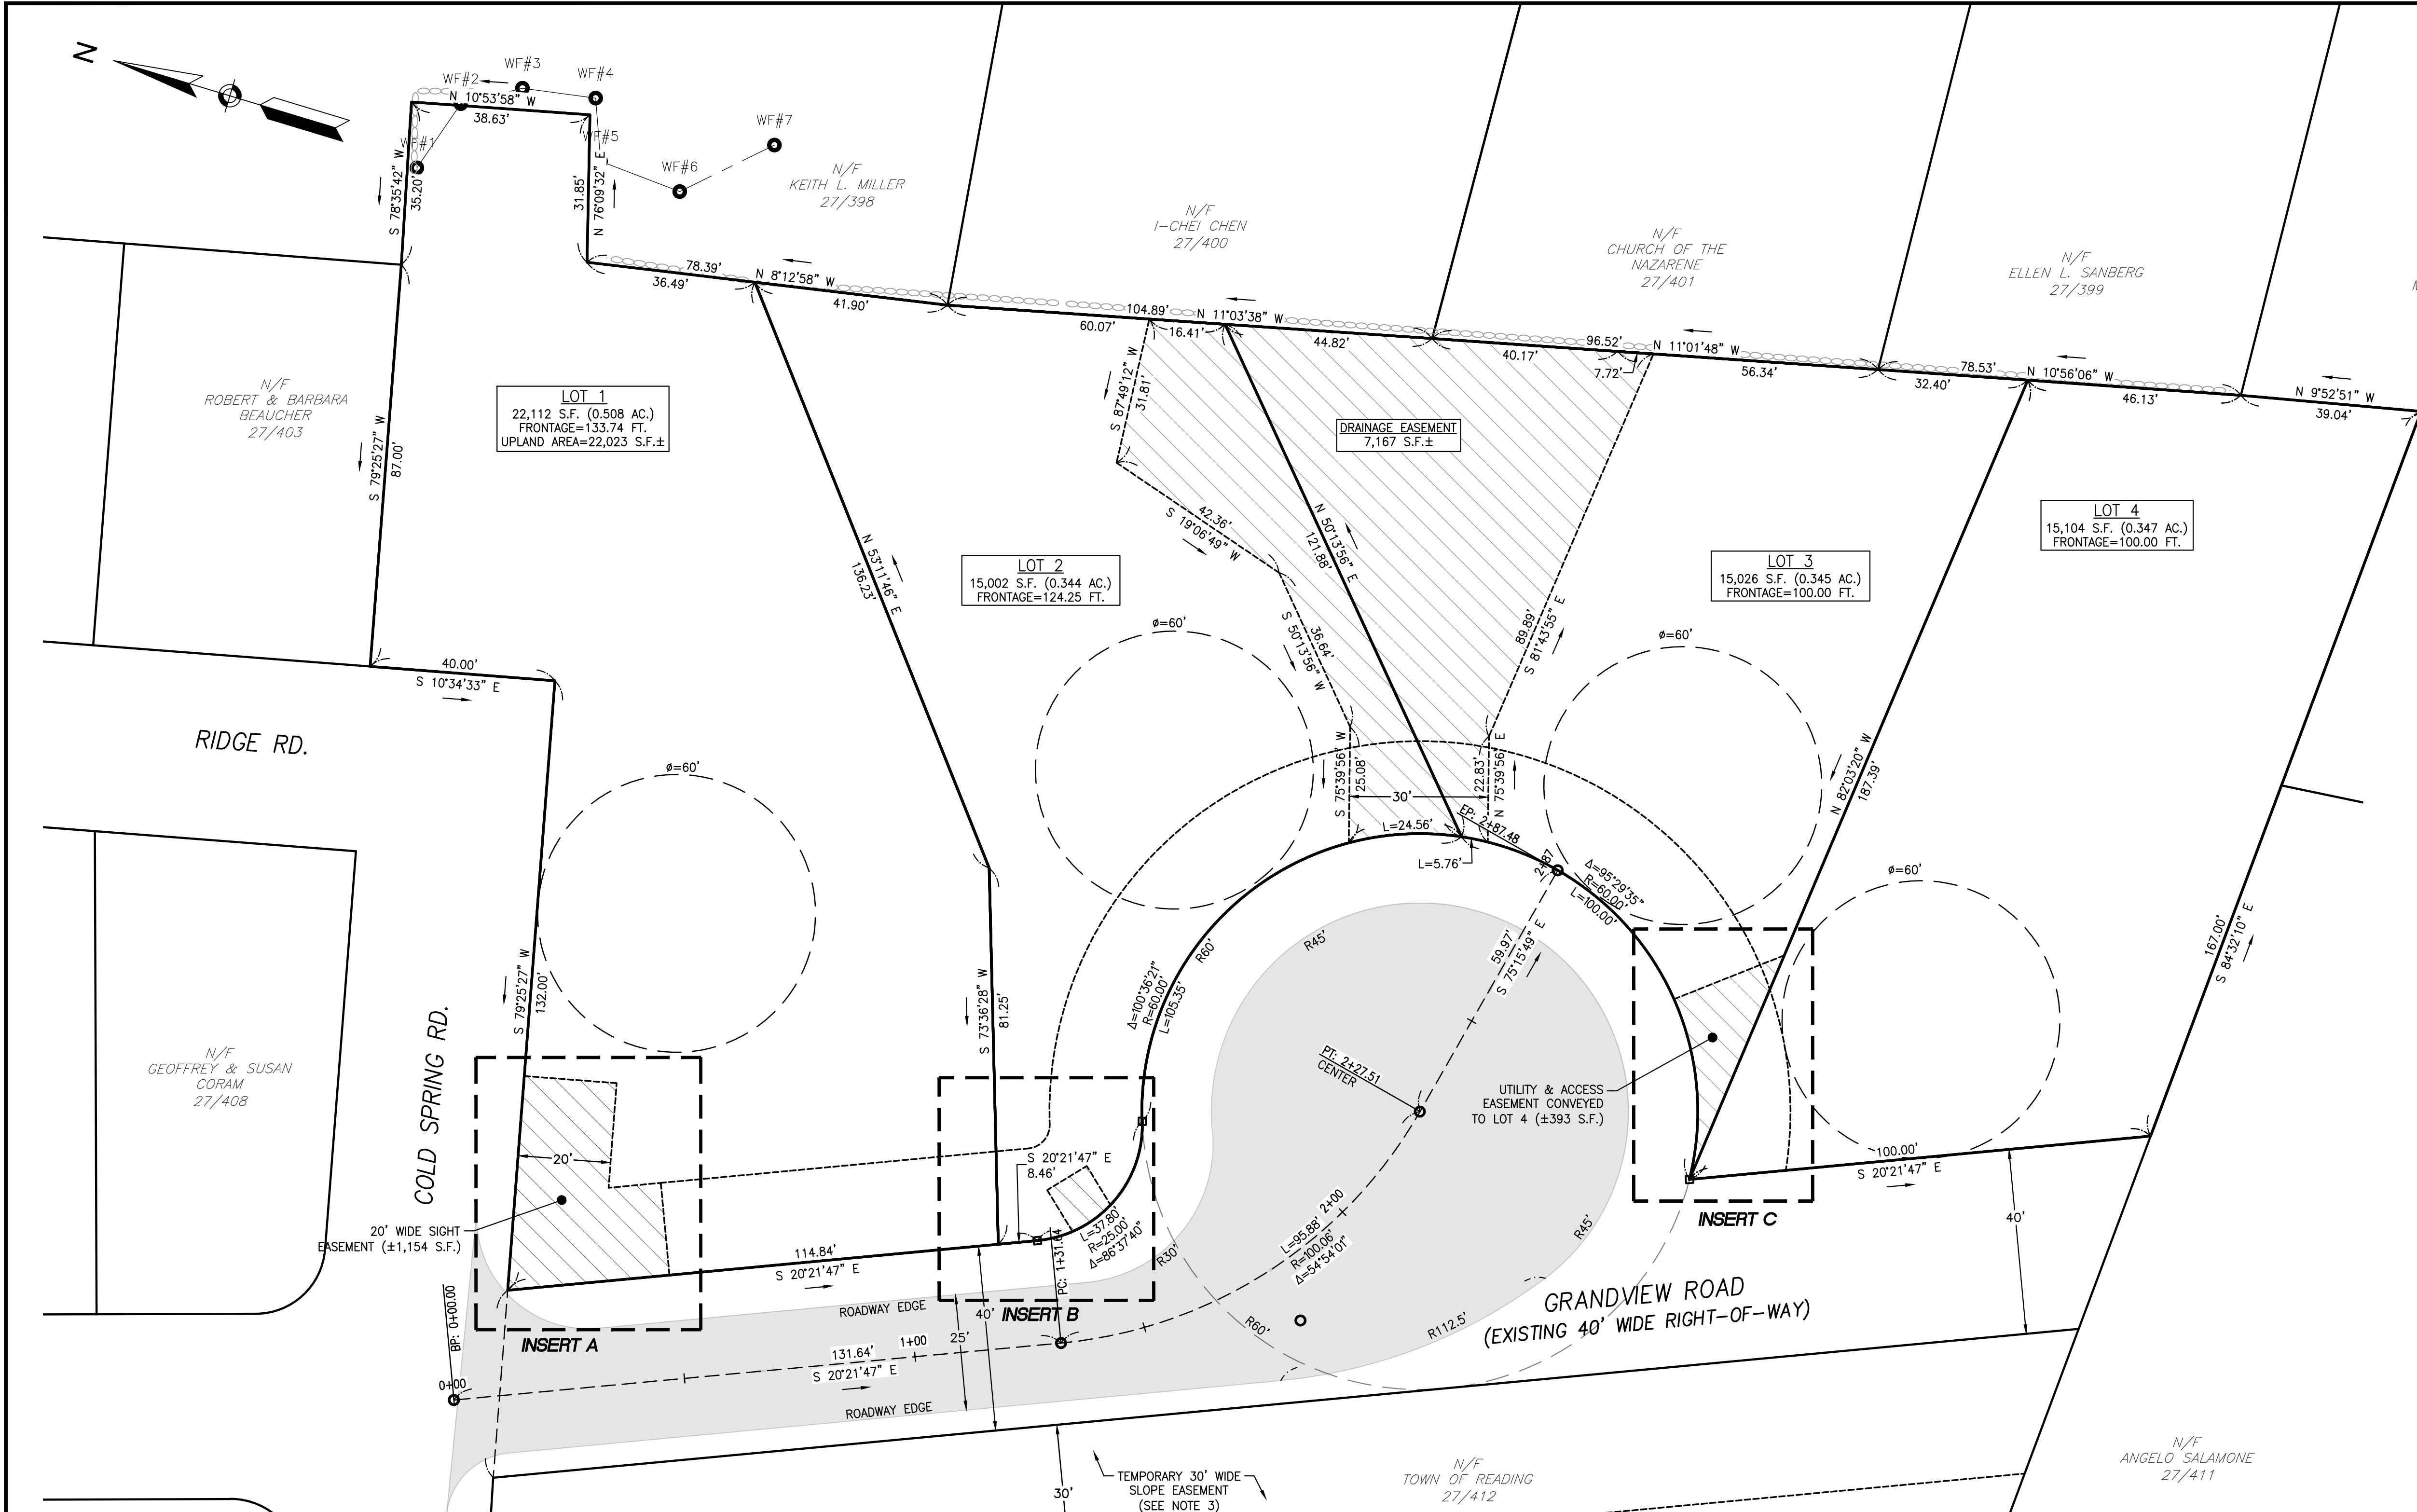 N
WF#1
WF#2
WF#3
WF#4
WF#5
WF#6
WF#7
N 10°53'58" W
38.63'
S 78°35'42" W
35.20'
31.85'
N 76°09'32" E
N/F
KEITH L. MILLER
27/398
N/F
I-CHEI CHEN
27/400
N/F
CHURCH OF THE
NAZARENE
27/401
N/F
ELLEN L. SANBERG
27/399
78.39'
N 8°12'58" W
36.49'
41.90'
104.89'
N 11°03'38" W
60.07'
16.41'
44.82'
96.52'
N 11°01'48" W
40.17'
7.72'
56.34'
78.53'
N 10°56'06" W
32.40'
46.13'
N 9°52'51" W
39.04'
N/F
ROBERT & BARBARA
BEAUCHER
27/403
S 79°25'27" W
87.00'
LOT 1
22,112 S.F. (0.508 AC.)
FRONTAGE=133.74 FT.
UPLAND AREA=22,023 S.F.±
S 87°49'12" W
31.81'
DRAINAGE EASEMENT
7,167 S.F.±
42.36'
S 19°06'49" W
N 50°13'56" E
121.88'
N 53°11'46" E
136.23'
LOT 2
15,002 S.F. (0.344 AC.)
FRONTAGE=124.25 FT.
LOT 3
15,026 S.F. (0.345 AC.)
FRONTAGE=100.00 FT.
LOT 4
15,104 S.F. (0.347 AC.)
FRONTAGE=100.00 FT.
36.64'
S 50°13'56" W
89.89'
S 81°43'55" E
ø=60'
ø=60'
ø=60'
ø=60'
40.00'
S 10°34'33" E
RIDGE RD.
S 75°39'56" W
25.08'
30'
22.83'
N 75°39'56" E
N 82°03'20" W
187.39'
L=24.56'
L=5.76'
EP: 2+87.48
2+87
Δ=95°29'35"
R=60.00'
L=100.00'
59.97'
S 75°15'49" E
R45'
R60'
Δ=100°36'21"
R=60.00'
L=105.35'
167.00'
S 84°32'10" E
S 79°25'27" W
132.00'
S 73°36'28" W
81.25'
COLD SPRING RD.
N/F
GEOFFREY & SUSAN
CORAM
27/408
PT: 2+27.51
CENTER
UTILITY & ACCESS
EASEMENT CONVEYED
TO LOT 4 (±393 S.F.)
20'
20' WIDE SIGHT
EASEMENT (±1,154 S.F.)
S 20°21'47" E
8.46'
L=37.80'
R=25.00'
Δ=86°37'40"
PC: 1+31.64
100.00'
S 20°21'47" E
INSERT C
40'
114.84'
S 20°21'47" E
R30'
2+00
L=95.88'
R=100.06'
Δ=54°54'01"
R45'
ROADWAY EDGE
INSERT A
INSERT B
40'
25'
R60'
R112.5'
GRANDVIEW ROAD
(EXISTING 40' WIDE RIGHT-OF-WAY)
BP: 0+00.00
0+00
131.64'
1+00
S 20°21'47" E
ROADWAY EDGE
30'
TEMPORARY 30' WIDE
SLOPE EASEMENT
(SEE NOTE 3)
N/F
TOWN OF READING
27/412
N/F
ANGELO SALAMONE
27/411